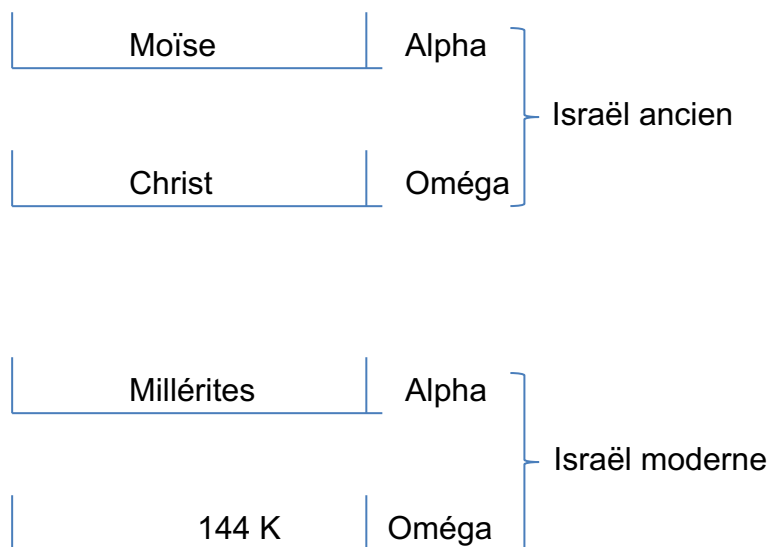 Moïse Alpha
Israël ancien
Christ Oméga
Millérites Alpha
Israël moderne
144 K Oméga